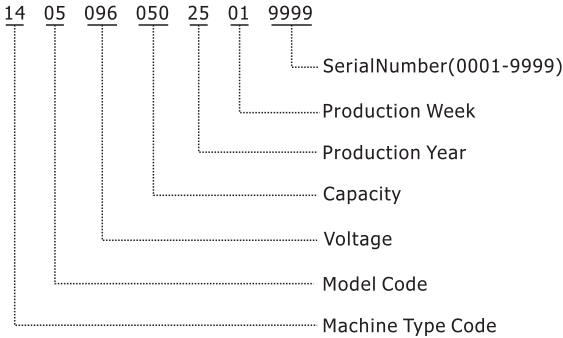 14 05 096 050 25 01 9999
SerialNumber(0001-9999)
Production Week
Production Year
Capacity
Voltage
Model Code
Machine Type Code